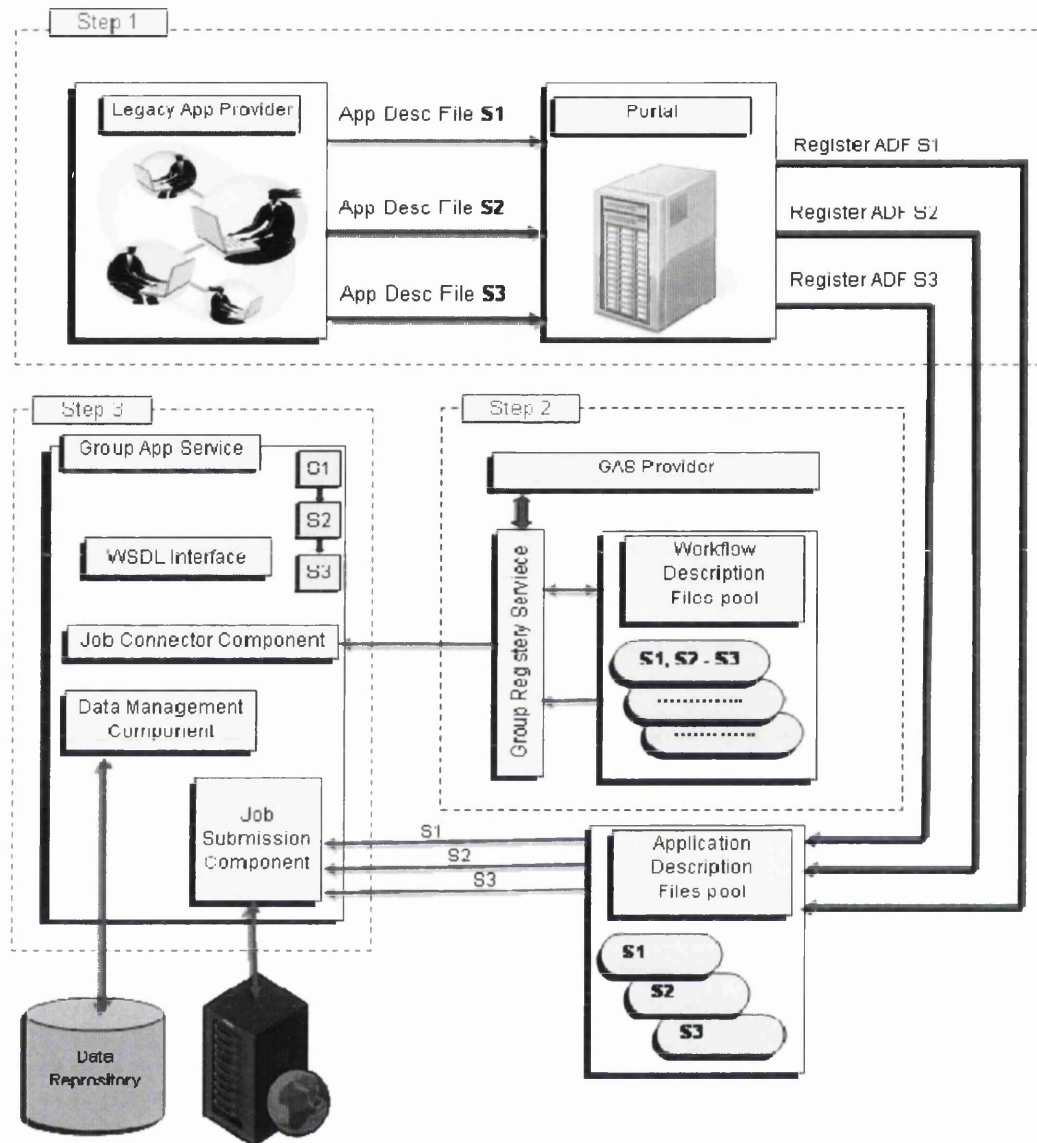 Step 1
Legacy App Provider
App Desc File S1
App Desc File S2
App Desc File S3
Portal
Register ADF S1
Register ADF S2
Register ADF S3
Step 3
Group App Service
S1
S2
S3
WSDL Interface
Job Connector Component
Data Management
Component
Job
Submission
Component
Step 2
GAS Provider
Group Registery Serviece
Workflow
Description
Files pool
S1, S2 - S3
..............
....... ......
S1
S2
S3
Application
Description
Files pool
S1
S2
S3
Data
Reprository